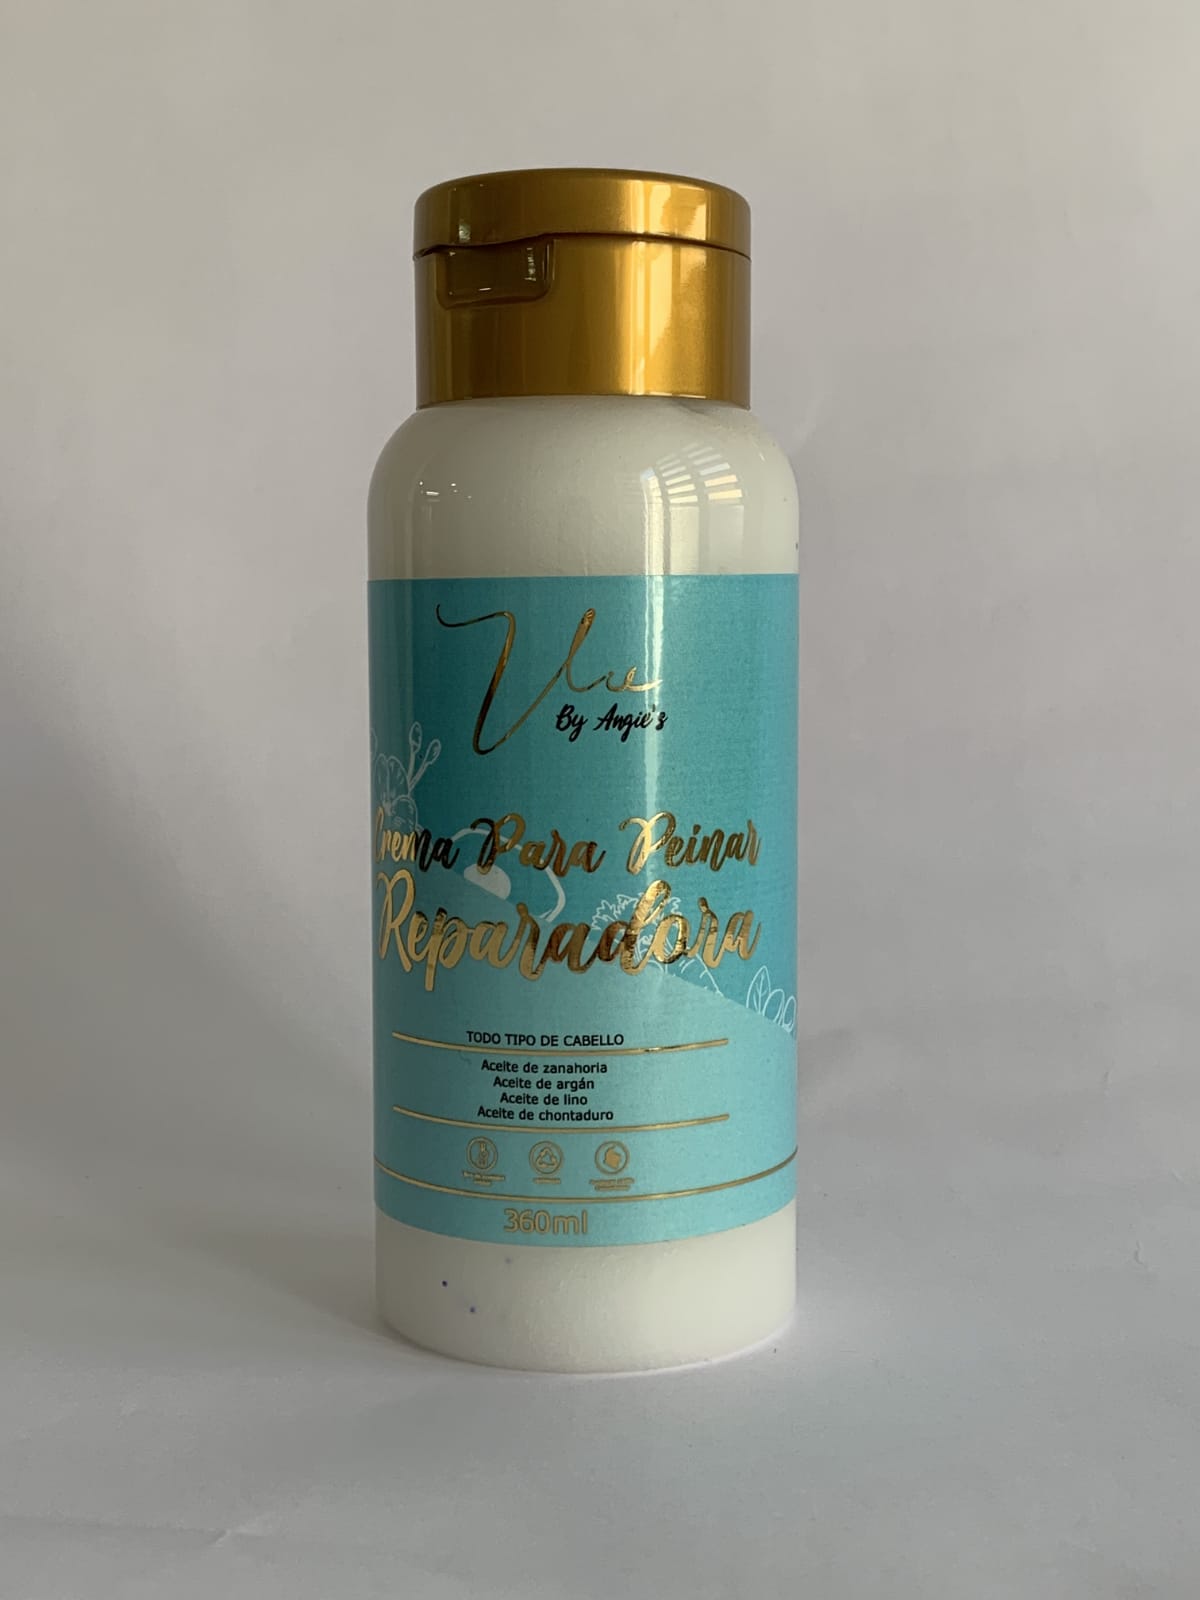 By Angie's
Crema Para Peinar
Reparadora
TODO TIPO DE CABELLO
Aceite de zanahoria
Aceite de argán
Aceite de lino
Aceite de chontaduro
360ml